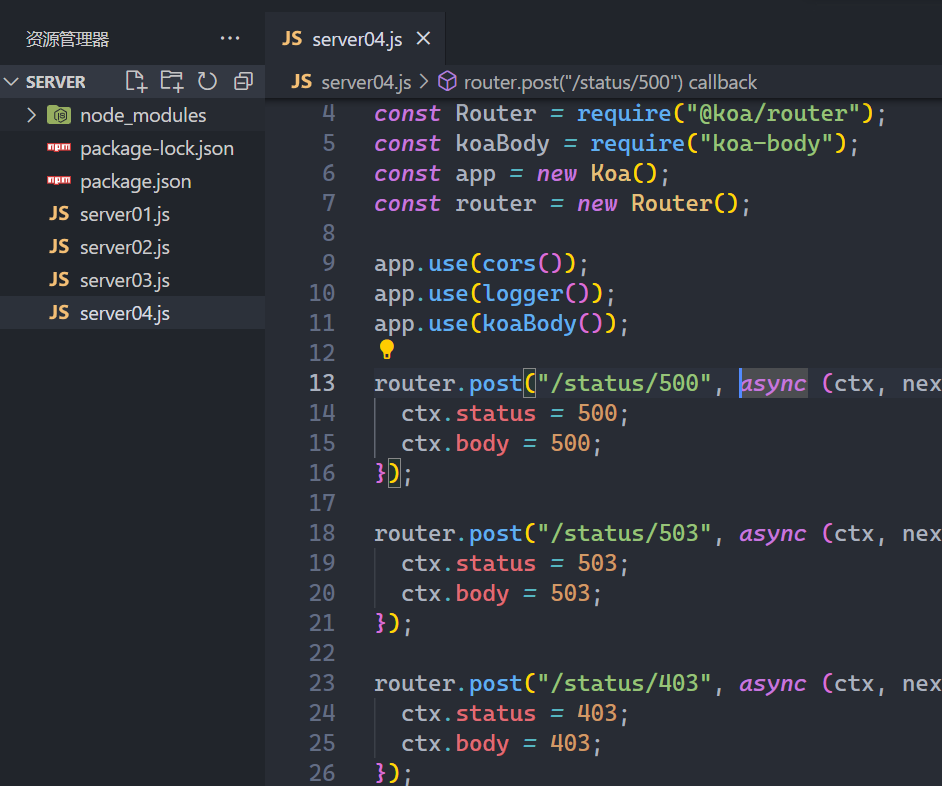 资源管理器 ···
SERVER
node_modules
npm package-lock.json
npm package.json
JS server01.js
JS server02.js
JS server03.js
JS server04.js
JS server04.js ×
JS server04.js > router.post("/status/500") callback
4 const Router = require("@koa/router");
5 const koaBody = require("koa-body");
6 const app = new Koa();
7 const router = new Router();
8
9 app.use(cors());
10 app.use(logger());
11 app.use(koaBody());
12
13 router.post("/status/500", async (ctx, nex
14 ctx.status = 500;
15 ctx.body = 500;
16 });
17
18 router.post("/status/503", async (ctx, nex
19 ctx.status = 503;
20 ctx.body = 503;
21 });
22
23 router.post("/status/403", async (ctx, nex
24 ctx.status = 403;
25 ctx.body = 403;
26 });